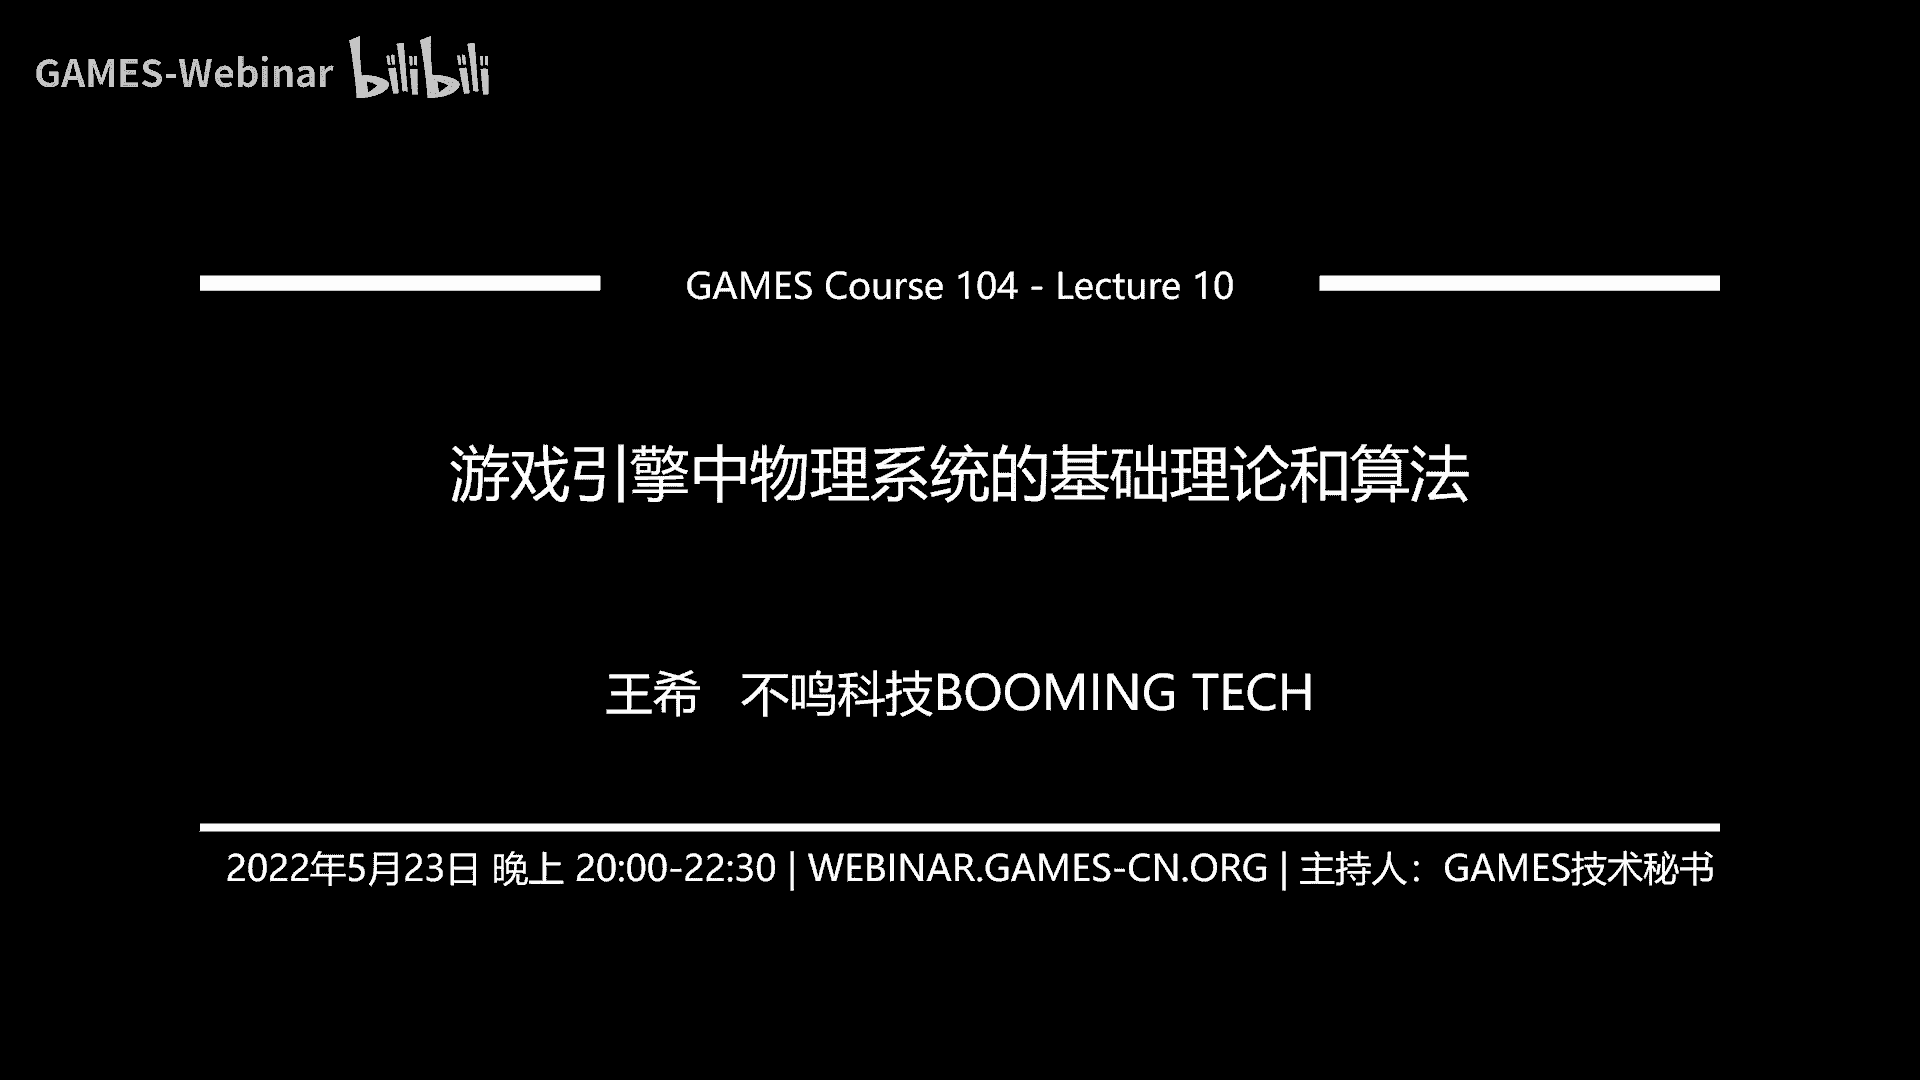 GAMES-Webinar bilibili
GAMES Course 104 - Lecture 10
游戏引擎中物理系统的基础理论和算法
王希 不鸣科技BOOMING TECH
2022年5月23日 晚上 20:00-22:30 | WEBINAR.GAMES-CN.ORG | 主持人：GAMES技术秘书